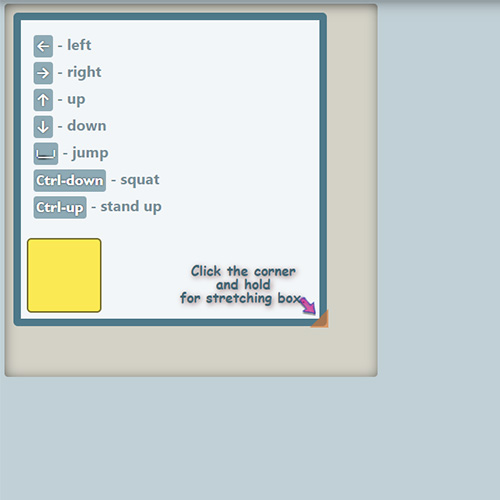 ← - left
→ - right
↑ - up
↓ - down
- jump
Ctrl-down - squat
Ctrl-up - stand up
Click the corner
and hold
for stretching box